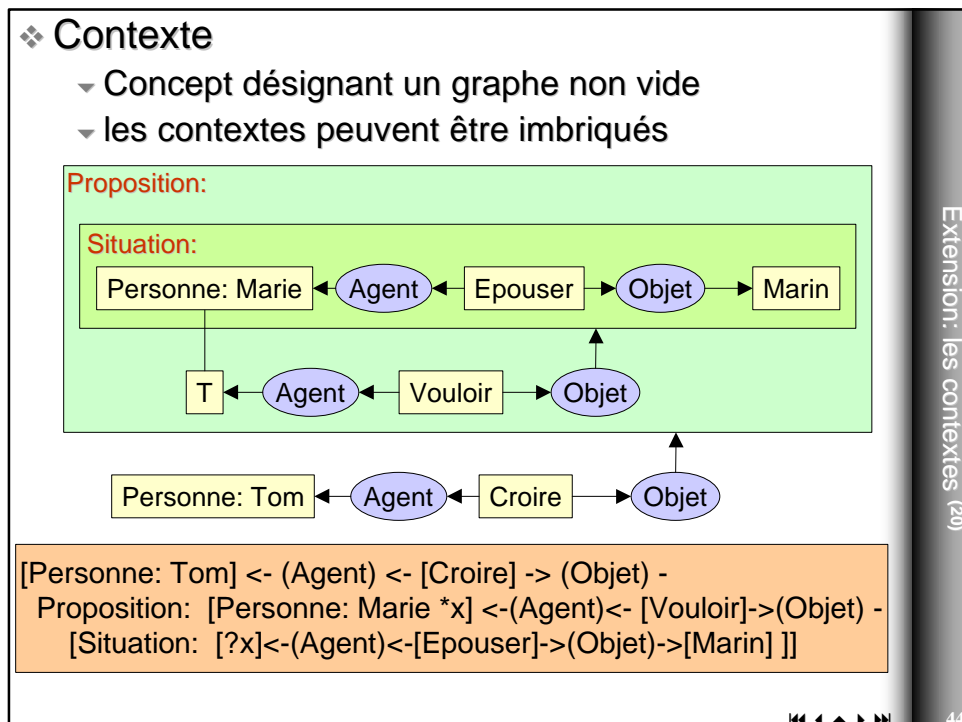 Contexte
Concept désignant un graphe non vide
les contextes peuvent être imbriqués
Proposition:
Situation:
Personne: Marie Agent Epouser Objet Marin
T Agent Vouloir Objet
Personne: Tom Agent Croire Objet
[Personne: Tom] <- (Agent) <- [Croire] -> (Objet) -
Proposition: [Personne: Marie *x] <-(Agent)<- [Vouloir]->(Objet) -
[Situation: [?x]<-(Agent)<-[Epouser]->(Objet)->[Marin] ]]
Extension: les contextes (20)